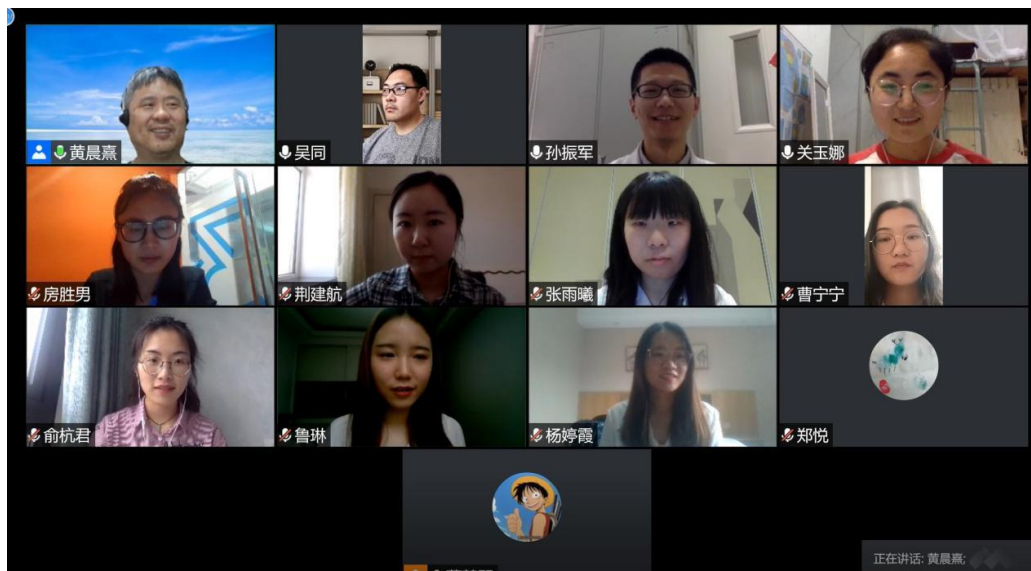 黄晨熹
吴同
孙振军
关玉娜
房胜男
荆建航
张雨曦
曹宁宁
俞杭君
鲁琳
杨婷霞
郑悦
正在讲话: 黄晨熹;